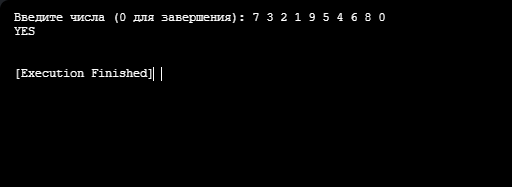 Введите числа (0 для завершения): 7 3 2 1 9 5 4 6 8 0
YES
[Execution Finished]